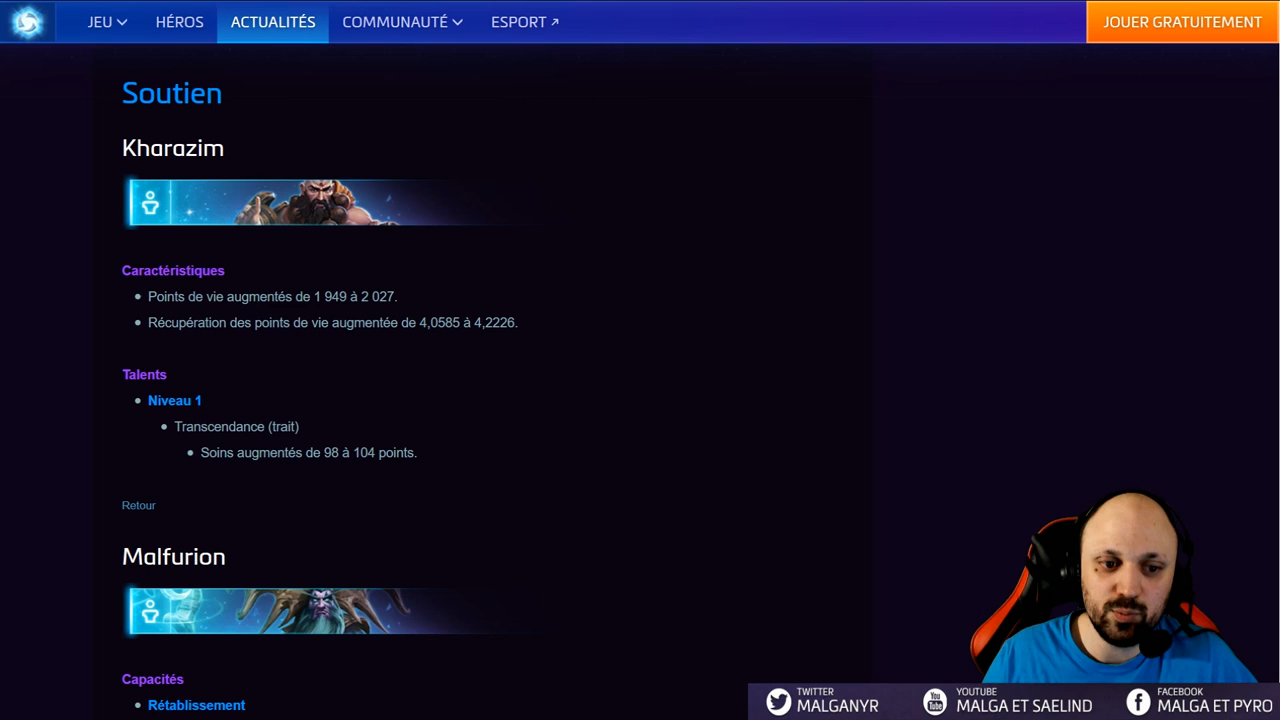 JEU HÉROS ACTUALITÉS COMMUNAUTÉ ESPORT JOUER GRATUITEMENT
Soutien
Kharazim
Caractéristiques
Points de vie augmentés de 1 949 à 2 027.
Récupération des points de vie augmentée de 4,0585 à 4,2226.
Talents
Niveau 1
Transcendance (trait)
Soins augmentés de 98 à 104 points.
Retour
Malfurion
Capacités
Rétablissement
TWITTER
MALGANYR
You Tube
YOUTUBE
MALGA ET SAELIND
FACEBOOK
MALGA ET PYRO